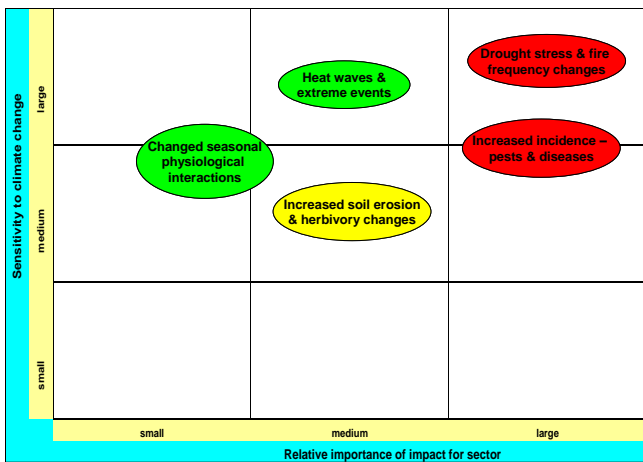 Sensitivity to climate change
large
medium
small
Heat waves &
extreme events
Drought stress & fire
frequency changes
Changed seasonal
physiological
interactions
Increased incidence –
pests & diseases
Increased soil erosion
& herbivory changes
small
medium
large
Relative importance of impact for sector